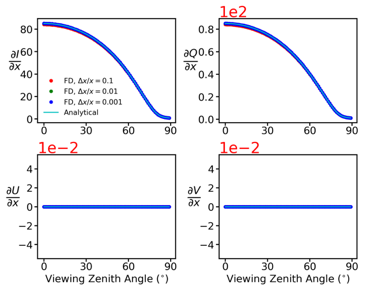 1e2
∂I/∂x
80
60
40
20
0
FD, Δx/x = 0.1
FD, Δx/x = 0.01
FD, Δx/x = 0.001
Analytical
0 30 60 90
∂Q/∂x
0.8
0.6
0.4
0.2
0.0
0 30 60 90
1e−2
∂U/∂x
4
2
0
−2
−4
0 30 60 90
Viewing Zenith Angle (°)
1e−2
∂V/∂x
4
2
0
−2
−4
0 30 60 90
Viewing Zenith Angle (°)